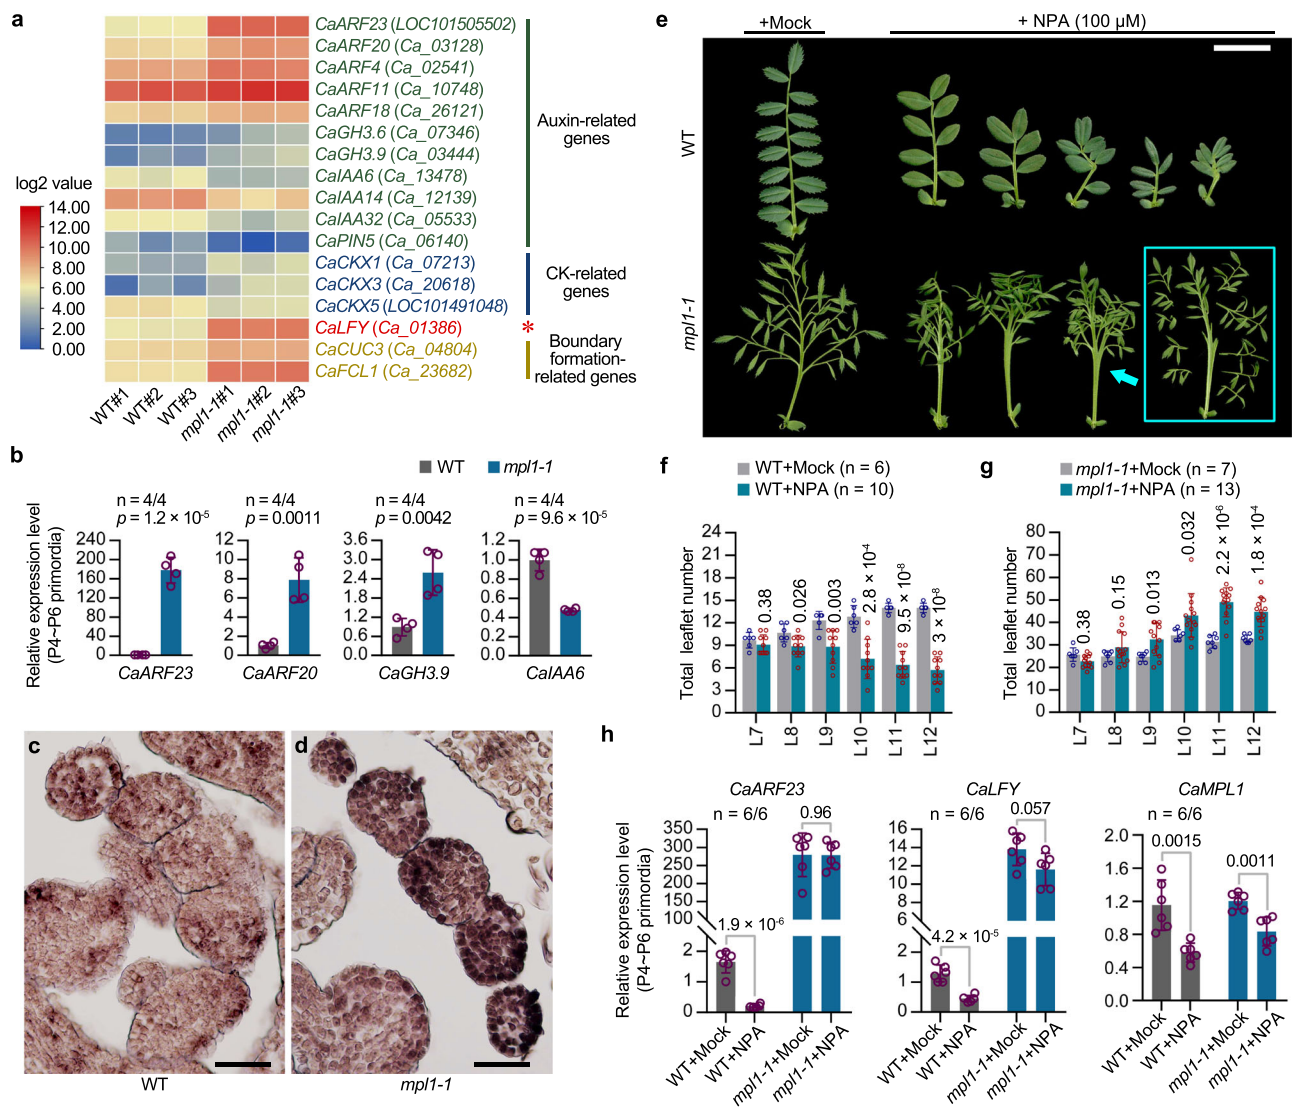 a
CaARF23 (LOC101505502)
CaARF20 (Ca_03128)
CaARF4 (Ca_02541)
CaARF11 (Ca_10748)
CaARF18 (Ca_26121)
CaGH3.6 (Ca_07346)
CaGH3.9 (Ca_03444)
CaIAA6 (Ca_13478)
CaIAA14 (Ca_12139)
CaIAA32 (Ca_05533)
CaPIN5 (Ca_06140)
CaCKX1 (Ca_07213)
CaCKX3 (Ca_20618)
CaCKX5 (LOC101491048)
CaLFY (Ca_01386)
CaCUC3 (Ca_04804)
CaFCL1 (Ca_23682)
Auxin-related
genes
CK-related
genes
*
Boundary
formation-
related genes
log2 value
14.00
12.00
10.00
8.00
6.00
4.00
2.00
0.00
WT#1
WT#2
WT#3
mpl1-1#1
mpl1-1#2
mpl1-1#3
b
WT
mpl1-1
Relative expression level
(P4~P6 primordia)
n = 4/4
p = 1.2 × 10-5
240
200
160
120
80
40
0
CaARF23
n = 4/4
p = 0.0011
12
10
8
6
4
2
0
CaARF20
n = 4/4
p = 0.0042
3.6
3.0
2.4
1.8
1.2
0.6
0.0
CaGH3.9
n = 4/4
p = 9.6 × 10-5
1.2
1.0
0.8
0.6
0.4
0.2
0.0
CaIAA6
c
WT
d
mpl1-1
e
+Mock
+ NPA (100 μM)
WT
mpl1-1
f
WT+Mock (n = 6)
WT+NPA (n = 10)
Total leaflet number
24
21
18
15
12
9
6
3
0
0.38
0.026
0.003
2.8 × 10-4
9.5 × 10-8
3 × 10-8
L7
L8
L9
L10
L11
L12
g
mpl1-1+Mock (n = 7)
mpl1-1+NPA (n = 13)
Total leaflet number
80
70
60
50
40
30
20
10
0
0.38
0.15
0.013
0.032
2.2 × 10-6
1.8 × 10-4
L7
L8
L9
L10
L11
L12
h
Relative expression level
(P4~P6 primordia)
CaARF23
n = 6/6
0.96
350
300
250
200
150
100
2
1
0
1.9 × 10-6
WT+Mock
WT+NPA
mpl1-1+Mock
mpl1-1+NPA
CaLFY
n = 6/6
0.057
16
14
12
10
8
6
2
1
0
4.2 × 10-5
WT+Mock
WT+NPA
mpl1-1+Mock
mpl1-1+NPA
CaMPL1
n = 6/6
2.0
1.6
1.2
0.8
0.4
0.0
0.0015
0.0011
WT+Mock
WT+NPA
mpl1-1+Mock
mpl1-1+NPA